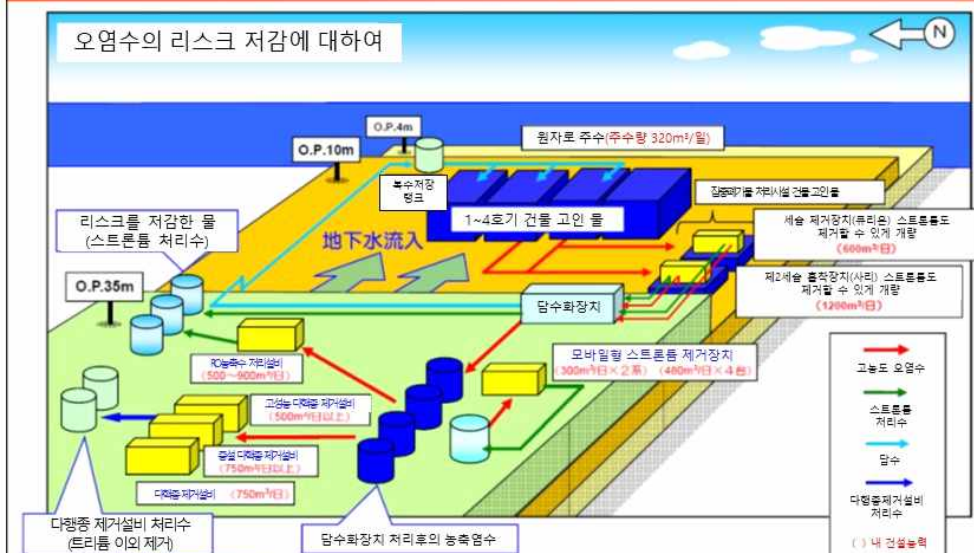 오염수의 리스크 저감에 대하여
N
O.P.4m
O.P.10m
원자로 주수(주수량 320m³/일)
복수저장
탱크
집중폐기물 처리시설 건물 고인 물
1~4호기 건물 고인 물
리스크를 저감한 물
(스트론튬 처리수)
地下水流入
세슘 제거장치(큐리온) 스트론튬도
제거할 수 있게 개량
(600m³/日)
O.P.35m
제2세슘 흡착장치(사리) 스트론튬도
제거할 수 있게 개량
(1200m³/日)
담수화장치
모바일형 스트론튬 제거장치
(300m³/日×2系) (480m³/日×4台)
RO농축수 처리설비
(500~900m³/日)
고성능 다핵종 제거설비
(500m³/日以上)
증설 다핵종 제거설비
(750m³/日以上)
다핵종 제거설비 (750m³/日)
다행종 제거설비 처리수
(트리튬 이외 제거)
담수화장치 처리후의 농축염수
고농도 오염수
스트론튬
처리수
담수
다행종제거설비
처리수
( ) 내 건설능력